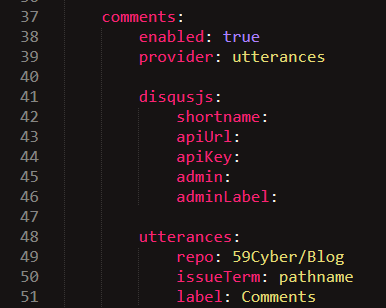 37 comments:
38 enabled: true
39 provider: utterances
40
41 disqusjs:
42 shortname:
43 apiUrl:
44 apiKey:
45 admin:
46 adminLabel:
47
48 utterances:
49 repo: 59Cyber/Blog
50 issueTerm: pathname
51 label: Comments